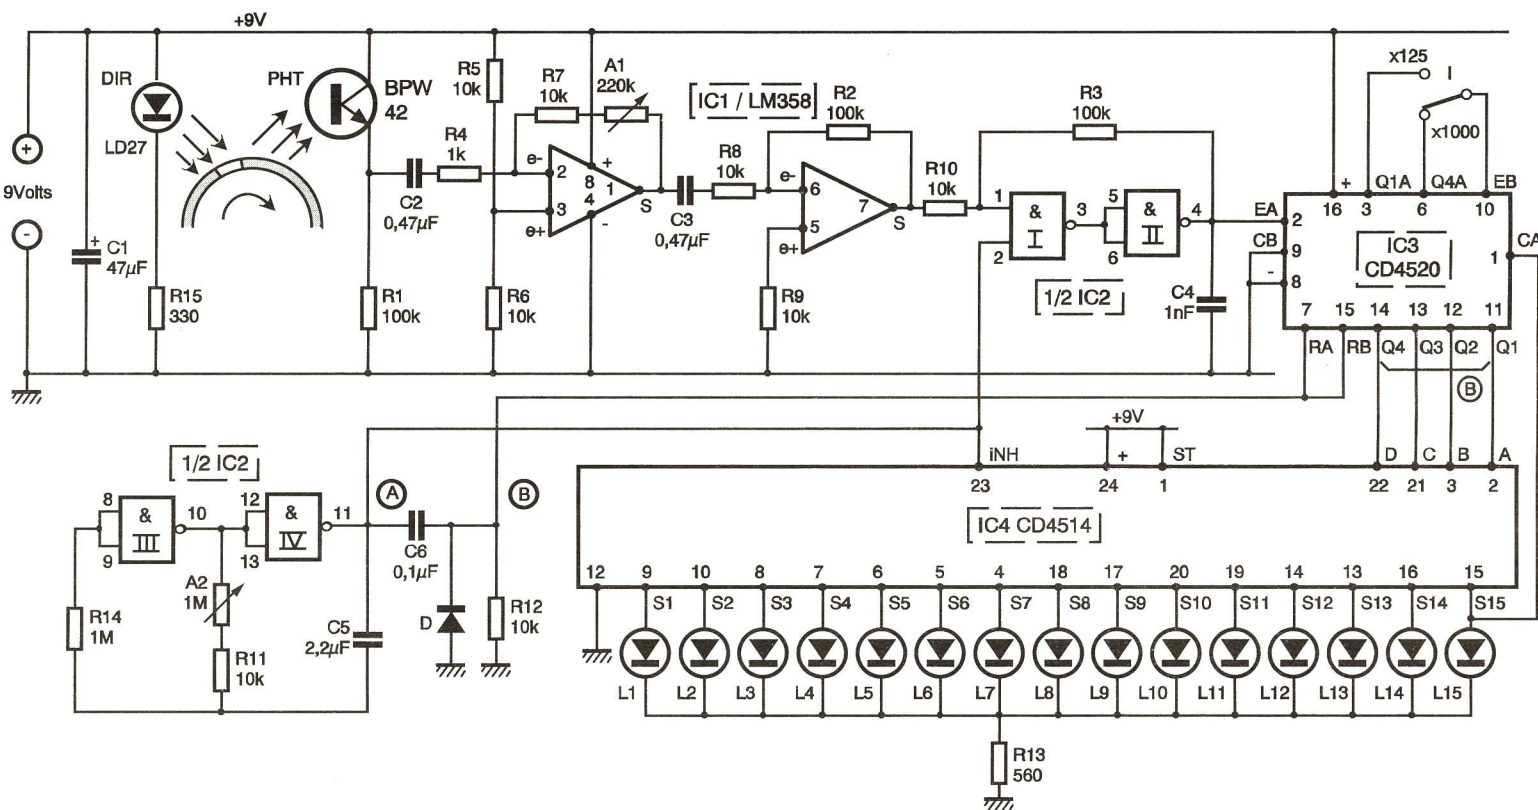 +9V
DIR
LD27
PHT
BPW
42
R5
10k
R7
10k
A1
220k
IC1 / LM358
R2
100k
R3
100k
x125
I
x1000
+
9Volts
-
C1
47µF
+
R15
330
R1
100k
C2
0,47µF
R4
1k
R6
10k
e-
2
3
e+
+
8
1
4
-
S
C3
0,47µF
R8
10k
e-
6
5
e+
7
S
R9
10k
R10
10k
1
2
&
I
3
5
6
&
II
4
1/2 IC2
C4
1nF
EA
CB
-
2
9
8
+
Q1A
Q4A
EB
16
3
6
10
IC3
CD4520
1
CA
7
15
14
13
12
11
RA
RB
Q4
Q3
Q2
Q1
B
1/2 IC2
8
9
&
III
10
12
13
&
IV
11
A
B
C6
0,1µF
A2
1M
R14
1M
R11
10k
C5
2,2µF
D
R12
10k
+9V
iNH
+
ST
D
C
B
A
23
24
1
22
21
3
2
IC4 CD4514
12
9
10
8
7
6
5
4
18
17
20
19
14
13
16
15
S1
S2
S3
S4
S5
S6
S7
S8
S9
S10
S11
S12
S13
S14
S15
L1
L2
L3
L4
L5
L6
L7
L8
L9
L10
L11
L12
L13
L14
L15
R13
560